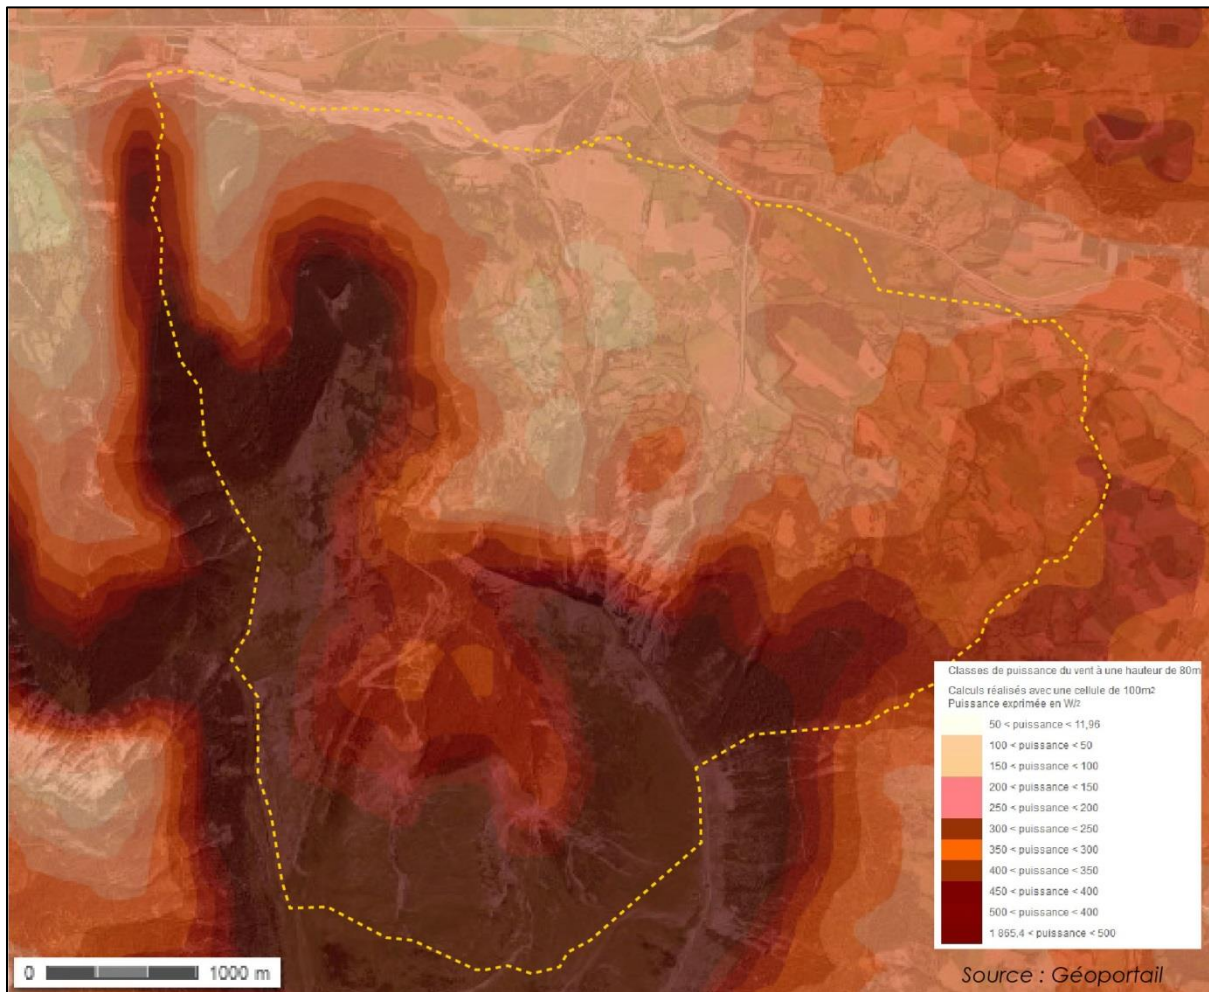 Classes de puissance du vent à une hauteur de 80m
Calculs réalisés avec une cellule de 100m²
Puissance exprimée en W/²
50 < puissance < 11,96
100 < puissance < 50
150 < puissance < 100
200 < puissance < 150
250 < puissance < 200
300 < puissance < 250
350 < puissance < 300
400 < puissance < 350
450 < puissance < 400
500 < puissance < 400
1 865,4 < puissance < 500
0 1000 m
Source : Géoportail